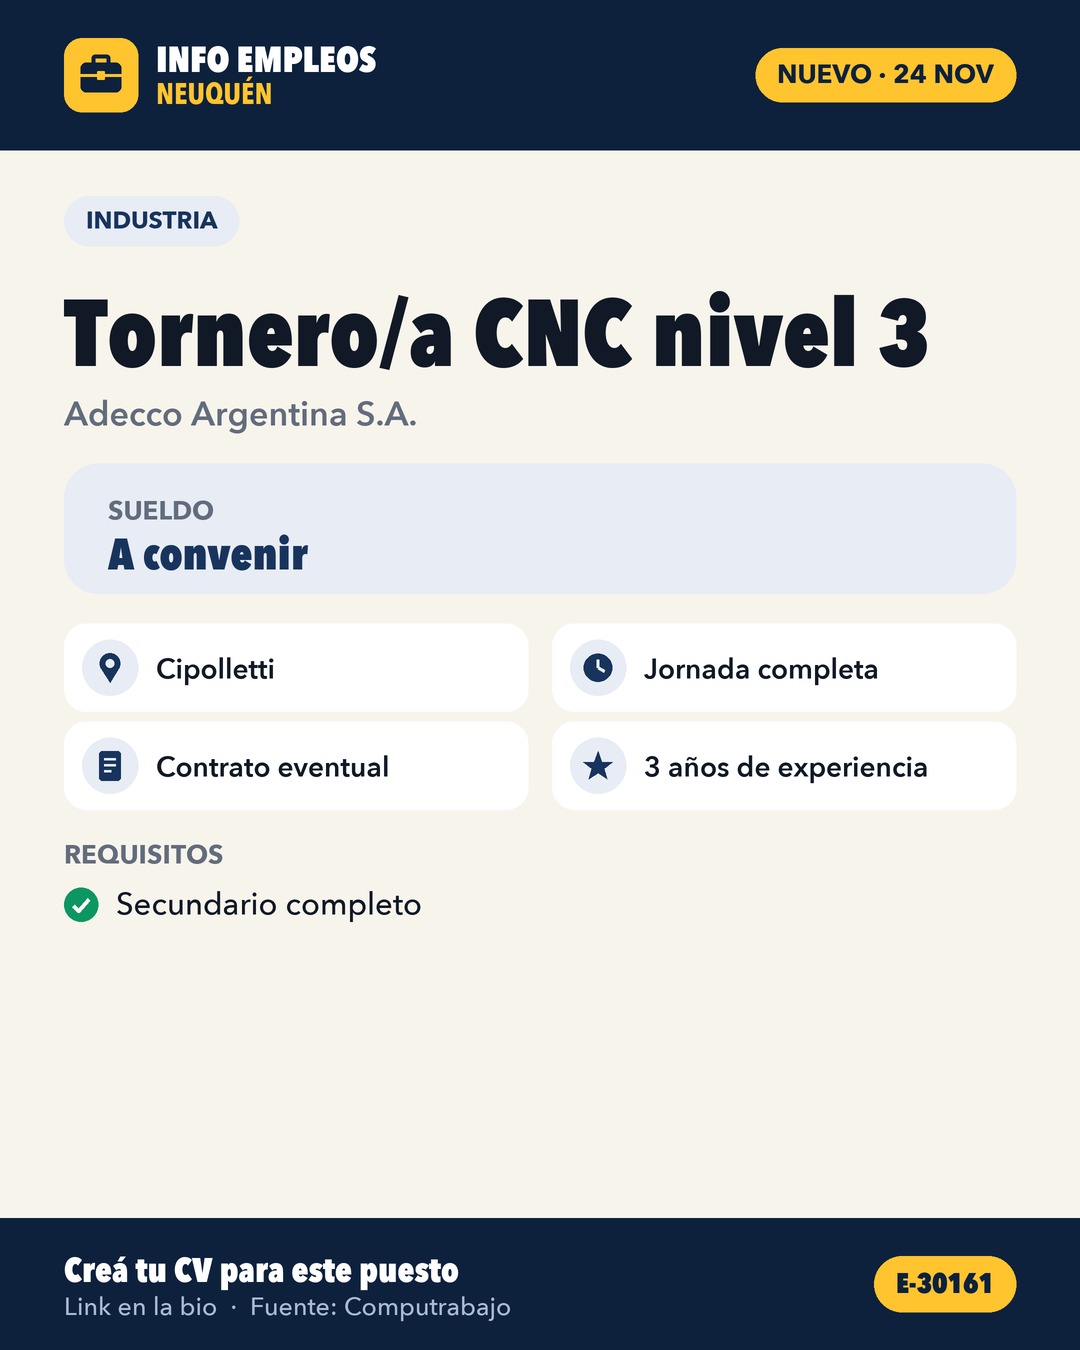 INFO EMPLEOS
NEUQUÉN
NUEVO · 24 NOV
INDUSTRIA
Tornero/a CNC nivel 3
Adecco Argentina S.A.
SUELDO
A convenir
Cipolletti
Jornada completa
Contrato eventual
3 años de experiencia
REQUISITOS
Secundario completo
Creá tu CV para este puesto
Link en la bio · Fuente: Computrabajo
E-30161